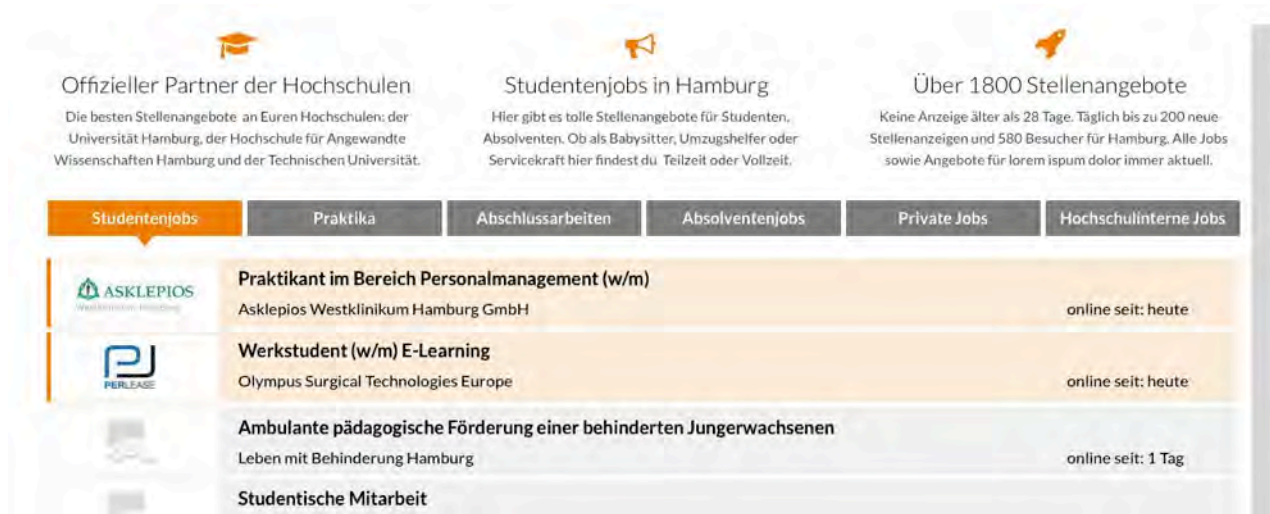 Offizieller Partner der Hochschulen
Die besten Stellenangebote an Euren Hochschulen: der
Universität Hamburg, der Hochschule für Angewandte
Wissenschaften Hamburg und der Technischen Universität.
Studentenjobs in Hamburg
Hier gibt es tolle Stellenangebote für Studenten,
Absolventen. Ob als Babysitter, Umzugshelfer oder
Servicekraft hier findest du Teilzeit oder Vollzeit.
Über 1800 Stellenangebote
Keine Anzeige älter als 28 Tage. Täglich bis zu 200 neue
Stellenanzeigen und 580 Besucher für Hamburg. Alle Jobs
sowie Angebote für lorem ispum dolor immer aktuell.
Studentenjobs Praktika Abschlussarbeiten Absolventenjobs Private Jobs Hochschulinterne Jobs
ASKLEPIOS
Praktikant im Bereich Personalmanagement (w/m)
Asklepios Westklinikum Hamburg GmbH online seit: heute
PERLEASE
Werkstudent (w/m) E-Learning
Olympus Surgical Technologies Europe online seit: heute
Ambulante pädagogische Förderung einer behinderten Jungerwachsenen
Leben mit Behinderung Hamburg online seit: 1 Tag
Studentische Mitarbeit